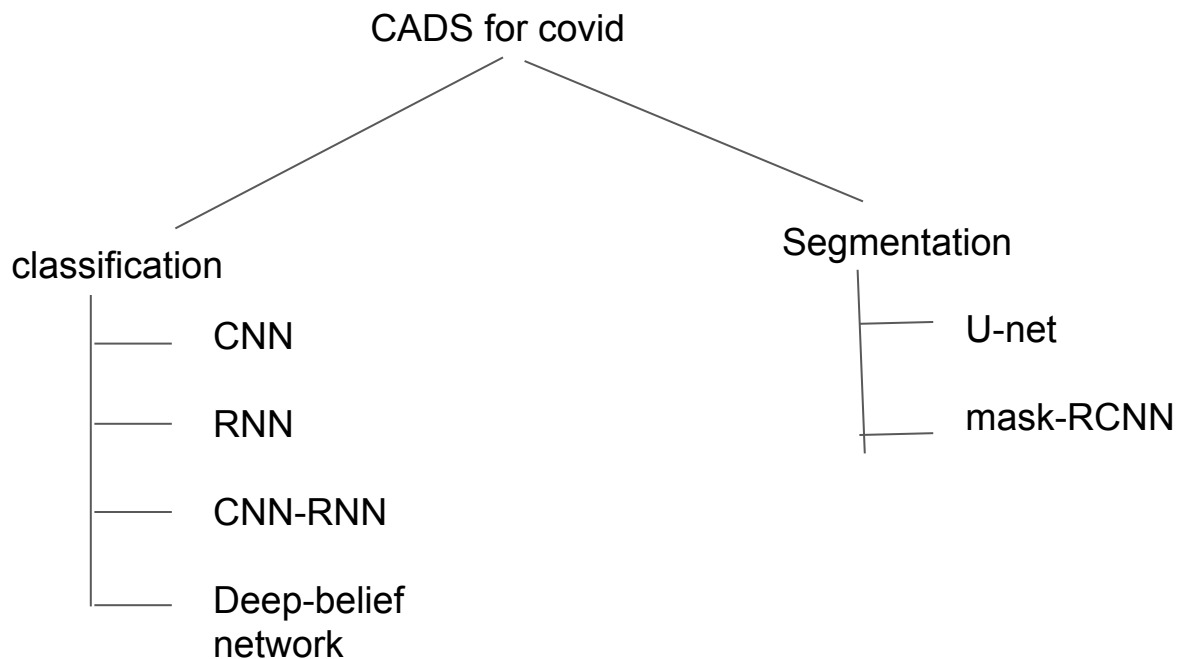 CADS for covid
classification
CNN
RNN
CNN-RNN
Deep-belief
network
Segmentation
U-net
mask-RCNN